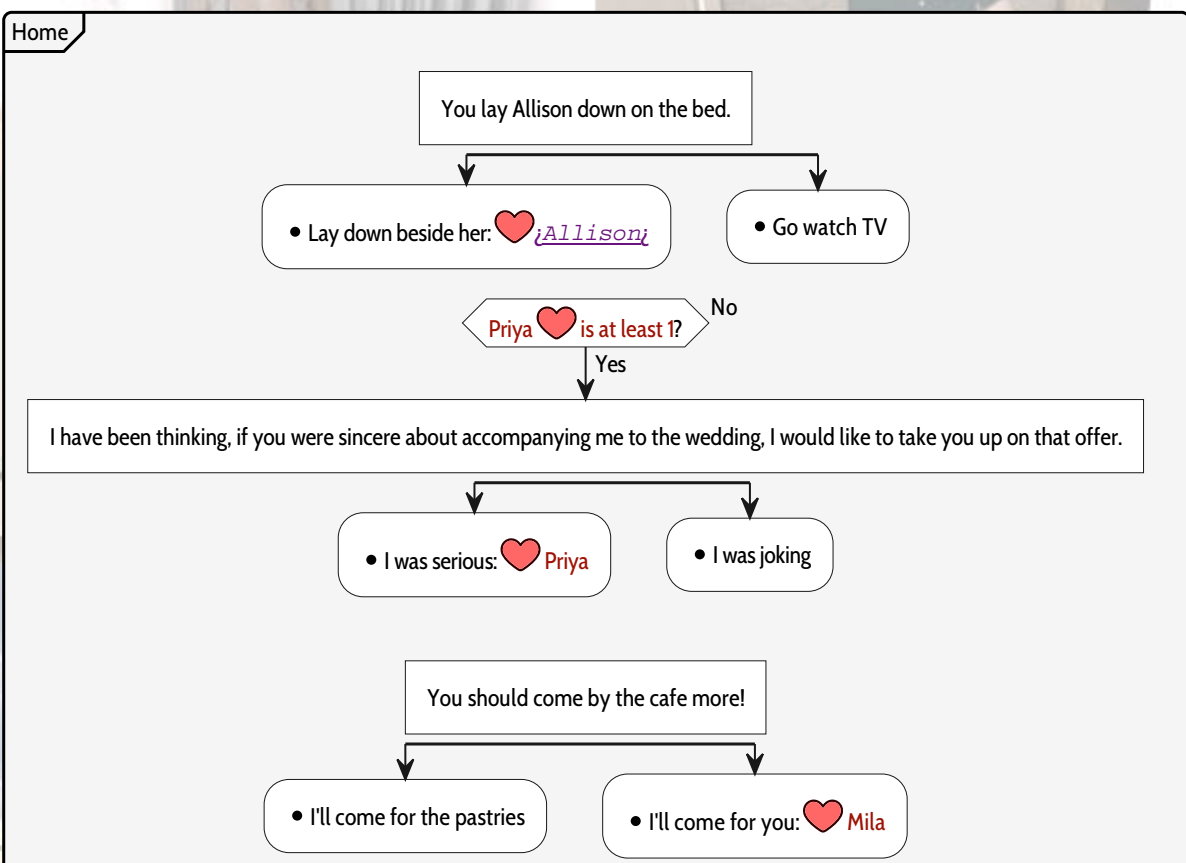 Home
You lay Allison down on the bed.
• Lay down beside her: ¡Allison¡
• Go watch TV
Priya is at least 1?
No
Yes
I have been thinking, if you were sincere about accompanying me to the wedding, I would like to take you up on that offer.
• I was serious: Priya
• I was joking
You should come by the cafe more!
• I'll come for the pastries
• I'll come for you: Mila